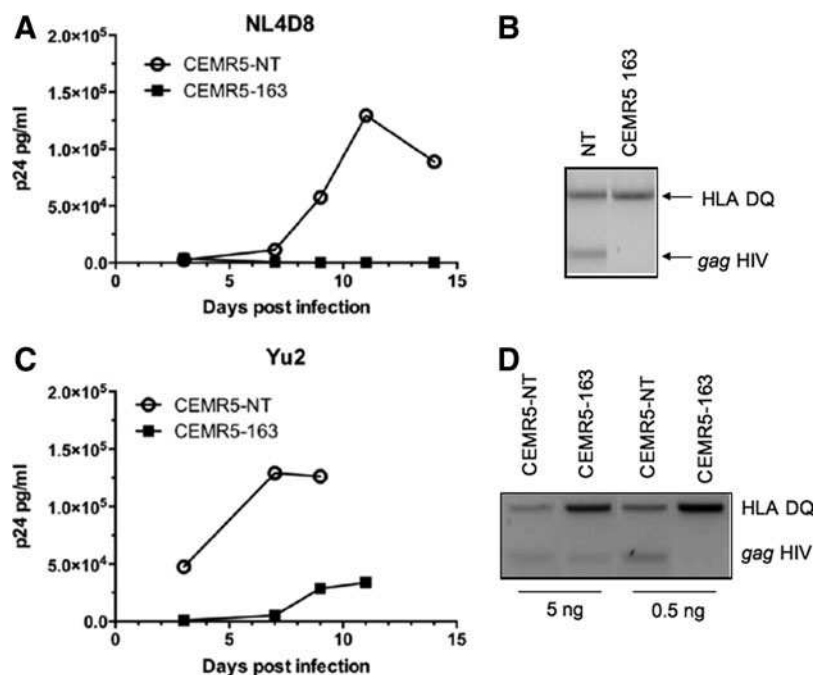 A
NL4D8
CEMR5-NT
CEMR5-163
2.0×10⁵
1.5×10⁵
1.0×10⁵
5.0×10⁴
0.0
p24 pg/ml
0 5 10 15
Days post infection
B
NT
CEMR5 163
HLA DQ
gag HIV
C
Yu2
CEMR5-NT
CEMR5-163
2.0×10⁵
1.5×10⁵
1.0×10⁵
5.0×10⁴
0.0
p24 pg/ml
0 5 10 15
Days post infection
D
CEMR5-NT
CEMR5-163
CEMR5-NT
CEMR5-163
HLA DQ
gag HIV
5 ng 0.5 ng